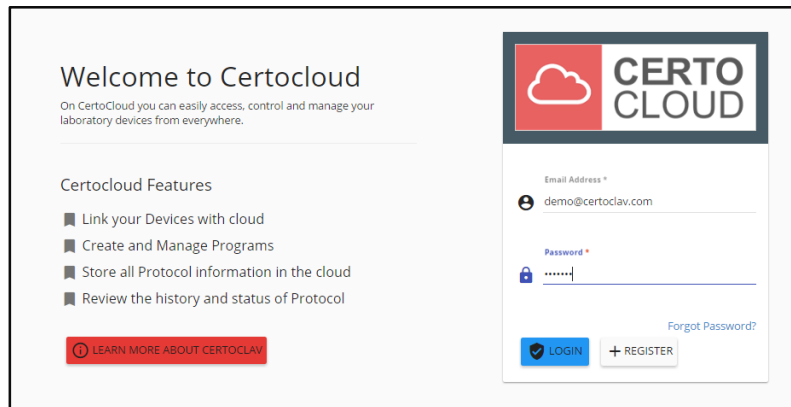 Welcome to Certocloud
On CertoCloud you can easily access, control and manage your
laboratory devices from everywhere.
Certocloud Features
Link your Devices with cloud
Create and Manage Programs
Store all Protocol information in the cloud
Review the history and status of Protocol
LEARN MORE ABOUT CERTOCLAV
CERTO
CLOUD
Email Address *
demo@certoclav.com
Password *
•••••••
Forgot Password?
LOGIN
REGISTER